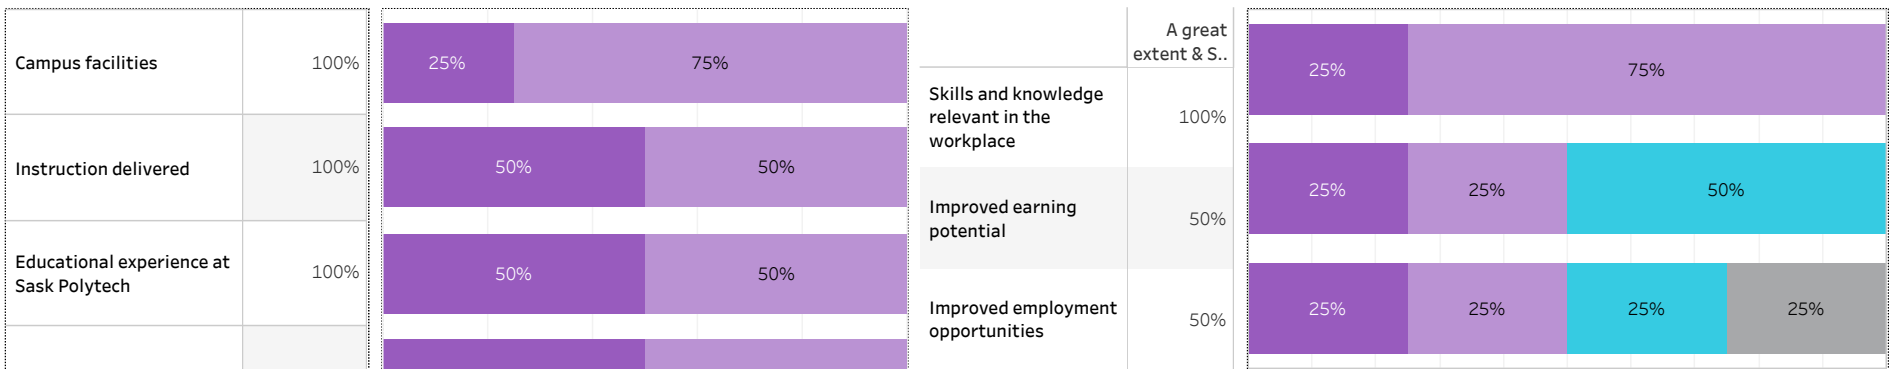 Campus facilities
100%
25%
75%
Instruction delivered
100%
50%
50%
Educational experience at
Sask Polytech
100%
50%
50%
A great
extent & S..
Skills and knowledge
relevant in the
workplace
100%
25%
75%
Improved earning
potential
50%
25%
25%
50%
Improved employment
opportunities
50%
25%
25%
25%
25%